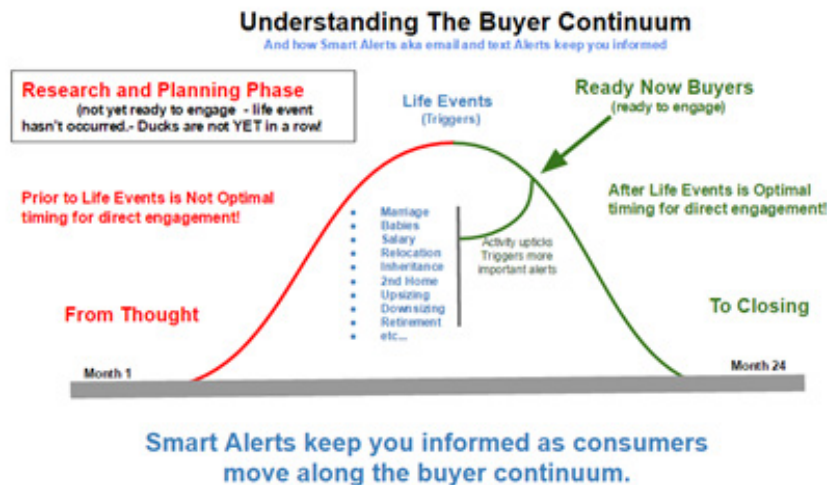 Understanding The Buyer Continuum
And how Smart Alerts aka email and text Alerts keep you informed
Research and Planning Phase
(not yet ready to engage - life event
hasn't occurred.- Ducks are not YET in a row!
Life Events
(Triggers)
Ready Now Buyers
(ready to engage)
Prior to Life Events is Not Optimal
timing for direct engagement!
After Life Events is Optimal
timing for direct engagement!
Marriage
Babies
Salary
Relocation
Inheritance
2nd Home
Upsizing
Downsizing
Retirement
etc...
Activity upticks
Triggers more
important alerts
From Thought
To Closing
Month 1
Month 24
Smart Alerts keep you informed as consumers
move along the buyer continuum.